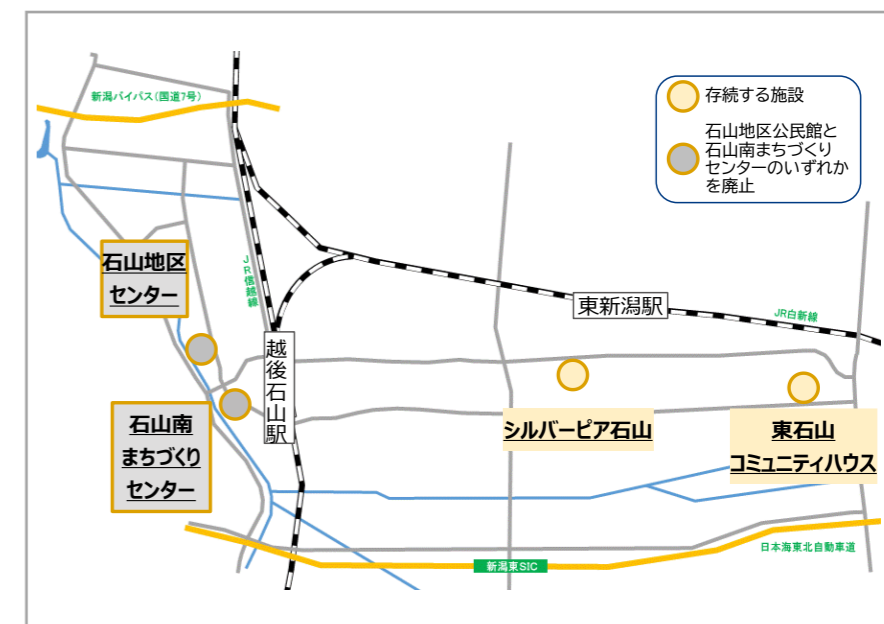 新潟バイパス(国道7号)
存続する施設
石山地区公民館と
石山南まちづくり
センターのいずれか
を廃止
石山地区
センター
JR信越線
東新潟駅
JR白新線
越後石山駅
シルバーピア石山
東石山
コミュニティハウス
石山南
まちづくり
センター
日本海東北自動車道
新潟東SIC